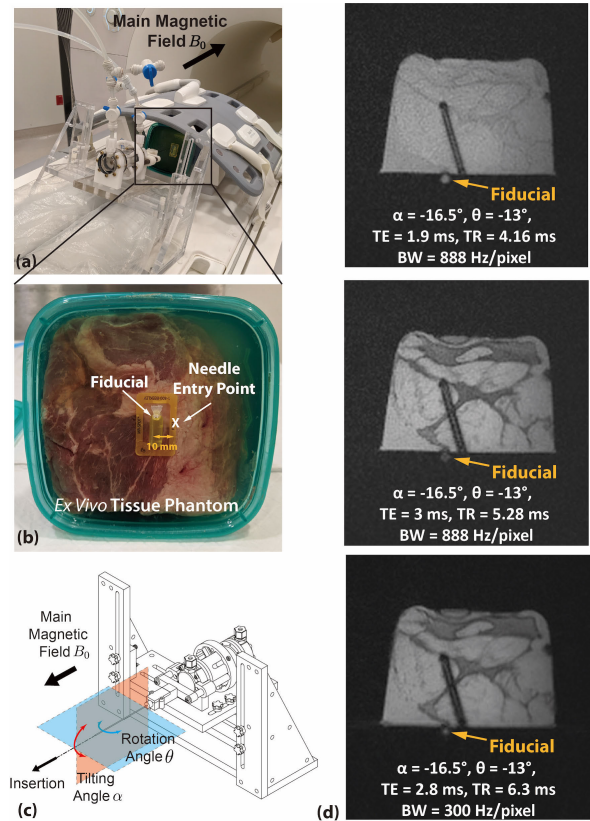 Main Magnetic
Field B₀
(a)
Fiducial
Needle
Entry Point
X
10 mm
Ex Vivo Tissue Phantom
(b)
Main
Magnetic
Field B₀
Rotation
Angle θ
Insertion
Tilting
Angle α
(c)
Fiducial
α = -16.5°, θ = -13°,
TE = 1.9 ms, TR = 4.16 ms
BW = 888 Hz/pixel
Fiducial
α = -16.5°, θ = -13°,
TE = 3 ms, TR = 5.28 ms
BW = 888 Hz/pixel
Fiducial
α = -16.5°, θ = -13°,
TE = 2.8 ms, TR = 6.3 ms
BW = 300 Hz/pixel
(d)